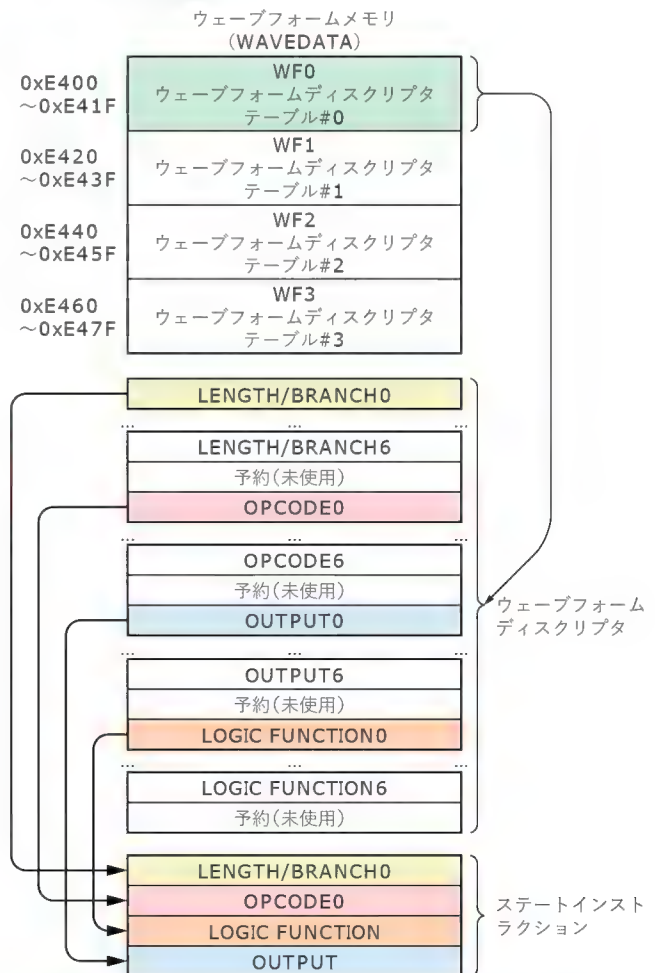 ウェーブフォームメモリ
(WAVEDATA)
0xE400
～0xE41F
WF0
ウェーブフォームディスクリプタ
テーブル#0
0xE420
～0xE43F
WF1
ウェーブフォームディスクリプタ
テーブル#1
0xE440
～0xE45F
WF2
ウェーブフォームディスクリプタ
テーブル#2
0xE460
～0xE47F
WF3
ウェーブフォームディスクリプタ
テーブル#3
LENGTH/BRANCH0
… … …
LENGTH/BRANCH6
予約(未使用)
OPCODE0
… … …
OPCODE6
予約(未使用)
OUTPUT0
ウェーブフォーム
ディスクリプタ
… … …
OUTPUT6
予約(未使用)
LOGIC FUNCTION0
… … …
LOGIC FUNCTION6
予約(未使用)
LENGTH/BRANCH0
OPCODE0
LOGIC FUNCTION
OUTPUT
ステートインスト
ラクション